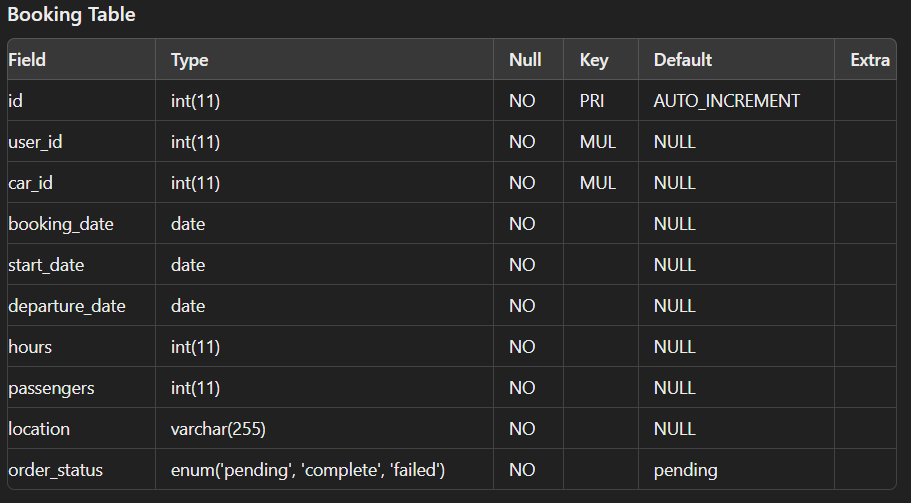 Booking Table
Field Type Null Key Default Extra
id int(11) NO PRI AUTO_INCREMENT
user_id int(11) NO MUL NULL
car_id int(11) NO MUL NULL
booking_date date NO NULL
start_date date NO NULL
departure_date date NO NULL
hours int(11) NO NULL
passengers int(11) NO NULL
location varchar(255) NO NULL
order_status enum('pending', 'complete', 'failed') NO pending